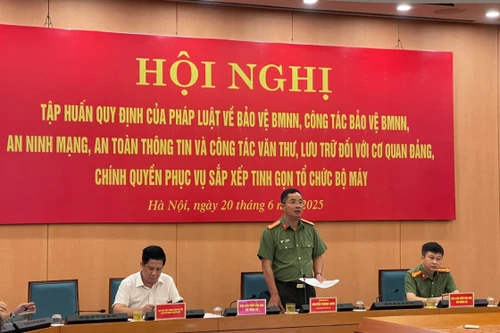 HỘI NGHỊ
TẬP HUẤN QUY ĐỊNH CỦA PHÁP LUẬT VỀ BẢO VỆ BMNN, CÔNG TÁC BẢO VỆ BMNN,
AN NINH MẠNG, AN TOÀN THÔNG TIN VÀ CÔNG TÁC VĂN THƯ, LƯU TRỮ ĐỐI VỚI CƠ QUAN ĐẢNG,
CHÍNH QUYỀN PHỤC VỤ SẮP XẾP TINH GỌN TỔ CHỨC BỘ MÁY
Hà Nội, ngày 20 tháng 6 2025